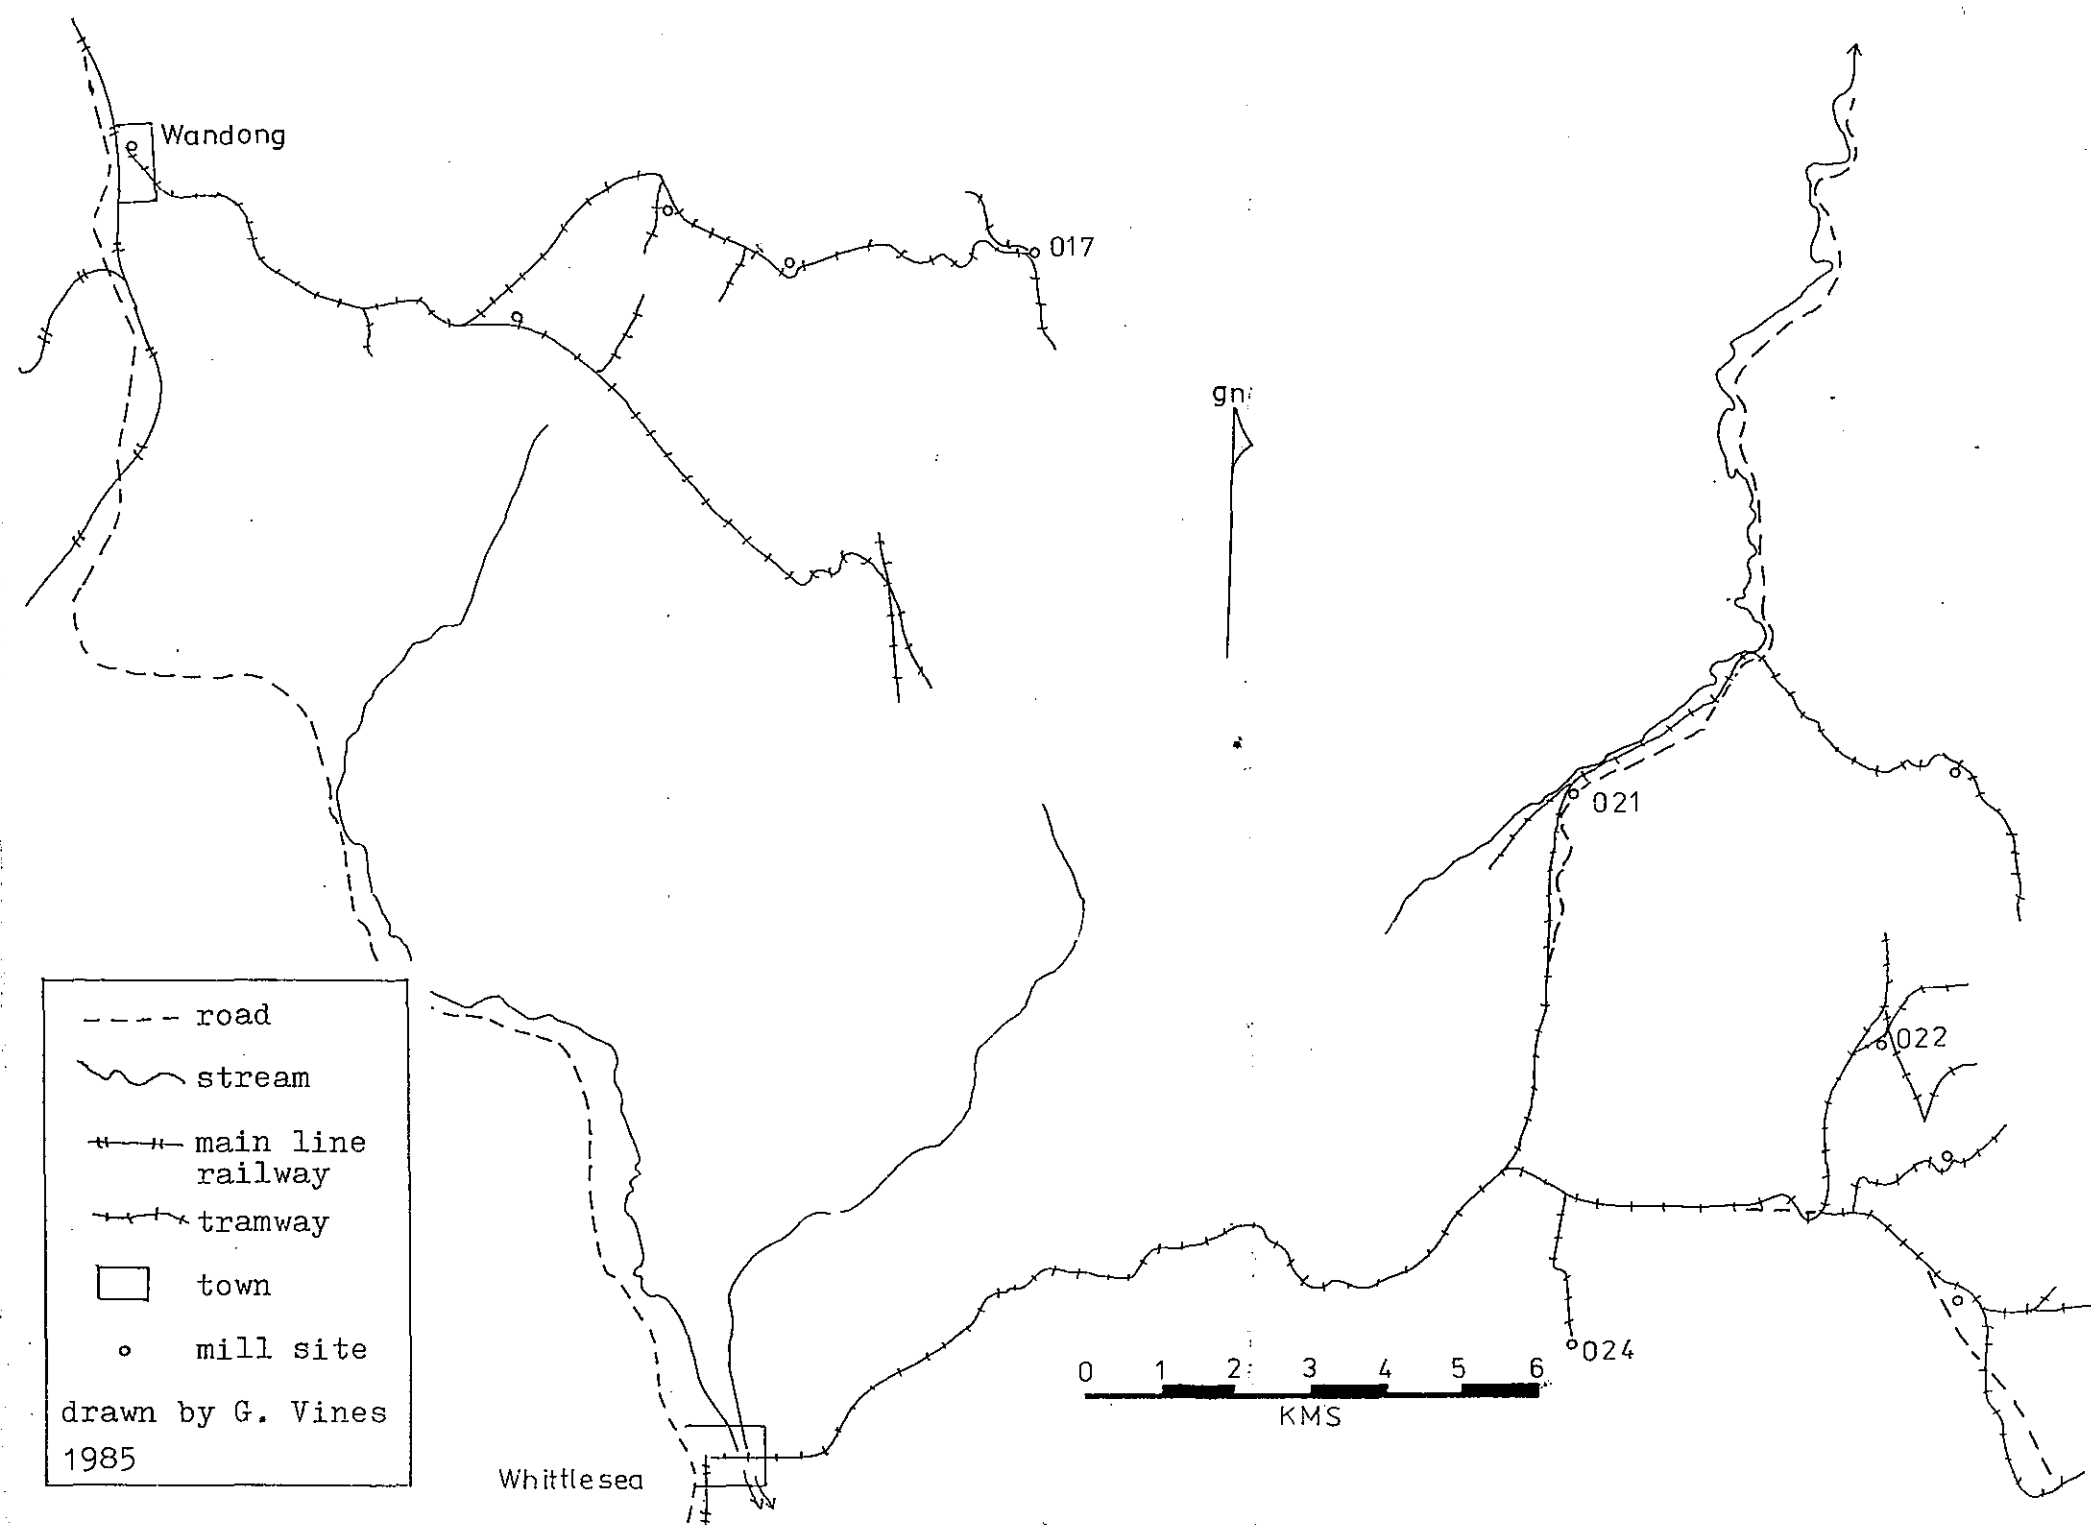 Wandong
017
gn
021
022
024
0 1 2 3 4 5 6
KMS
Whittlesea
road
stream
main line
railway
tramway
town
mill site
drawn by G. Vines
1985